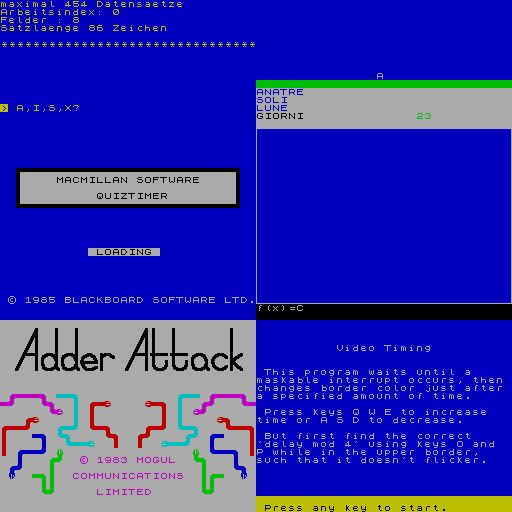 maximal 454 Datensaetze
Arbeitsindex: 0
Felder : 8
Satzlaenge 86 Zeichen
********************************
> A,I,S,X?
MACMILLAN SOFTWARE
QUIZTIMER
LOADING
© 1985 BLACKBOARD SOFTWARE LTD.
A
ANATRE
SOLI
LUNE
GIORNI 23
f(x)=C
Adder Attack
© 1983 MOGUL
COMMUNICATIONS
LIMITED
Video Timing
This program waits until a
maskable interrupt occurs, then
changes border color just after
a specified amount of time.
Press keys Q W E to increase
time or A S D to decrease.
But first find the correct
'delay mod 4' using keys O and
P while in the upper border,
such that it doesn't flicker.
Press any key to start.